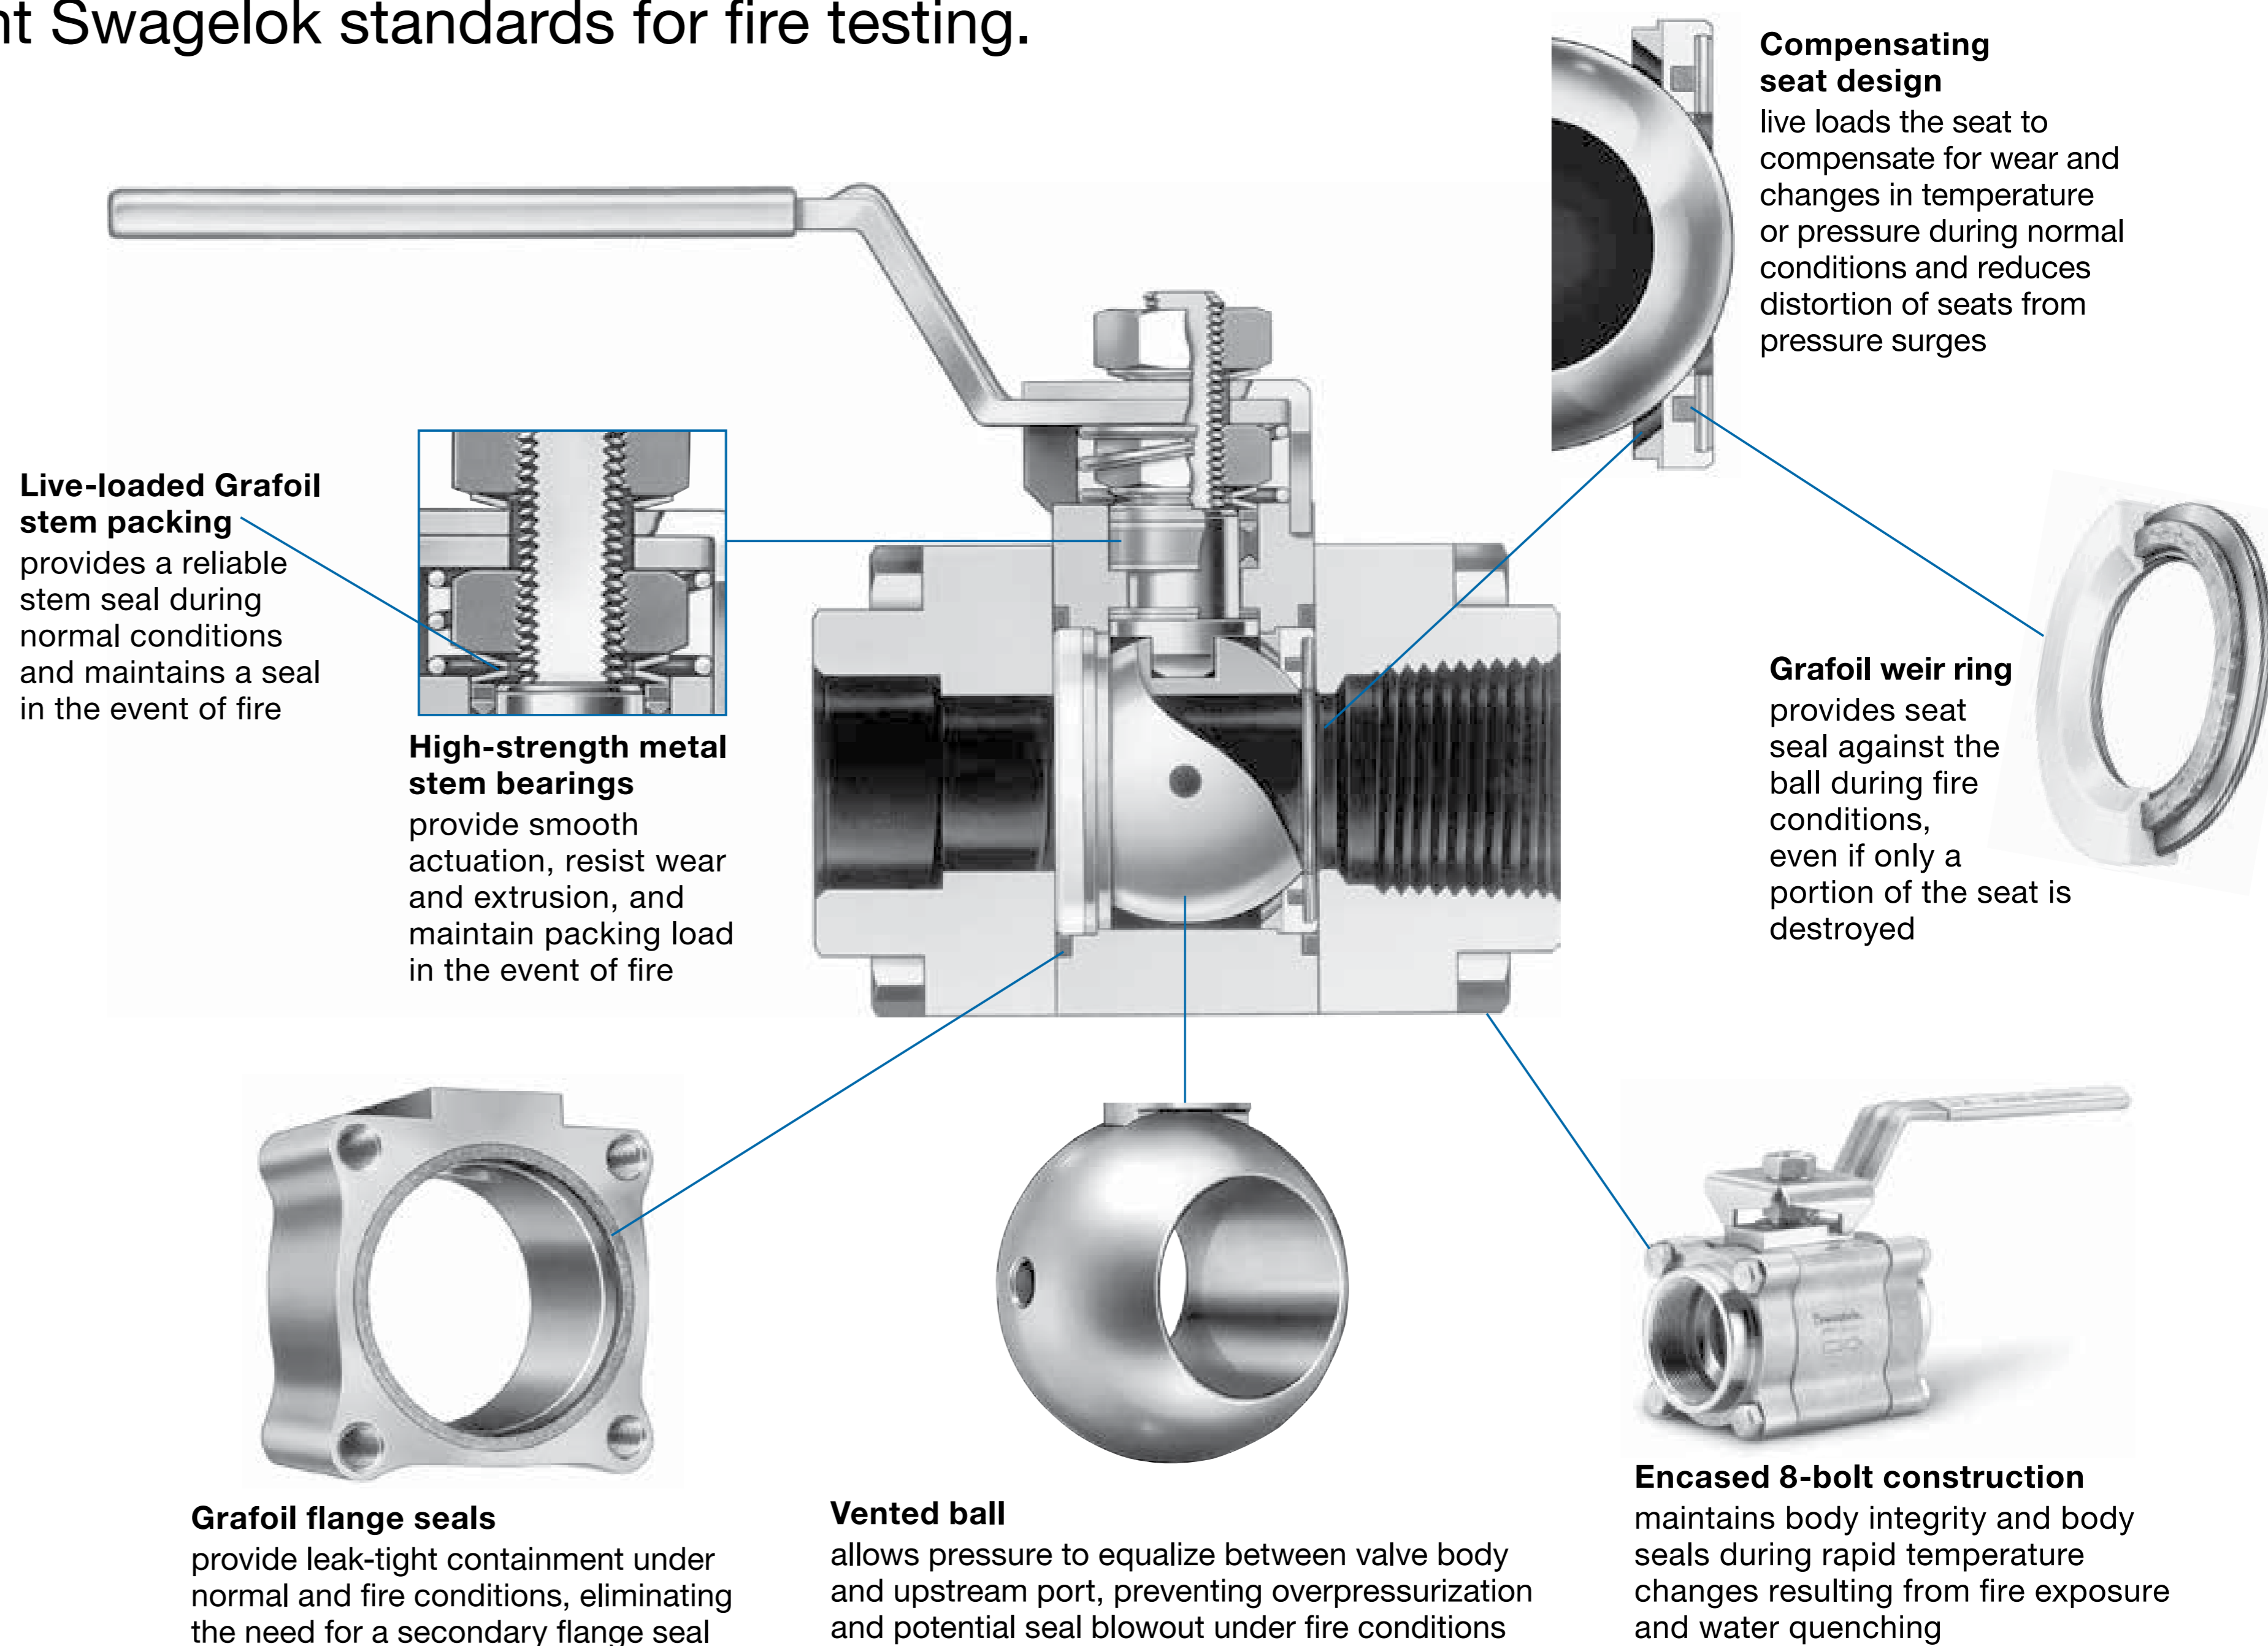 nt Swagelok standards for fire testing.
Compensating
seat design
live loads the seat to
compensate for wear and
changes in temperature
or pressure during normal
conditions and reduces
distortion of seats from
pressure surges
Live-loaded Grafoil
stem packing
provides a reliable
stem seal during
normal conditions
and maintains a seal
in the event of fire
High-strength metal
stem bearings
provide smooth
actuation, resist wear
and extrusion, and
maintain packing load
in the event of fire
Grafoil weir ring
provides seat
seal against the
ball during fire
conditions,
even if only a
portion of the seat is
destroyed
Grafoil flange seals
provide leak-tight containment under
normal and fire conditions, eliminating
the need for a secondary flange seal
Vented ball
allows pressure to equalize between valve body
and upstream port, preventing overpressurization
and potential seal blowout under fire conditions
Swagelok
Encased 8-bolt construction
maintains body integrity and body
seals during rapid temperature
changes resulting from fire exposure
and water quenching